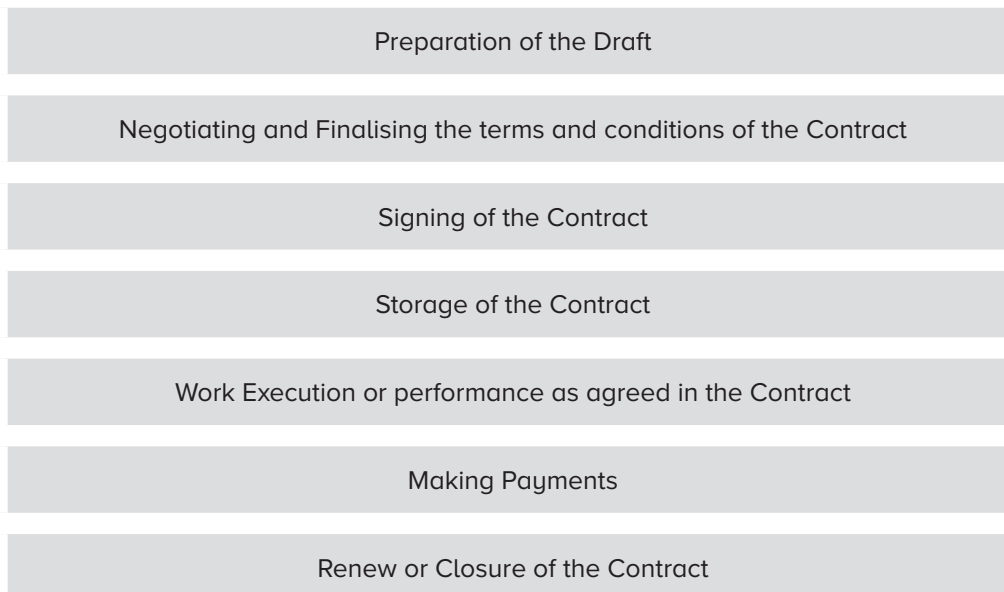 Preparation of the Draft
Negotiating and Finalising the terms and conditions of the Contract
Signing of the Contract
Storage of the Contract
Work Execution or performance as agreed in the Contract
Making Payments
Renew or Closure of the Contract